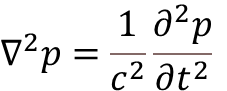 ∇²p = 1/c² ∂²p/∂t²